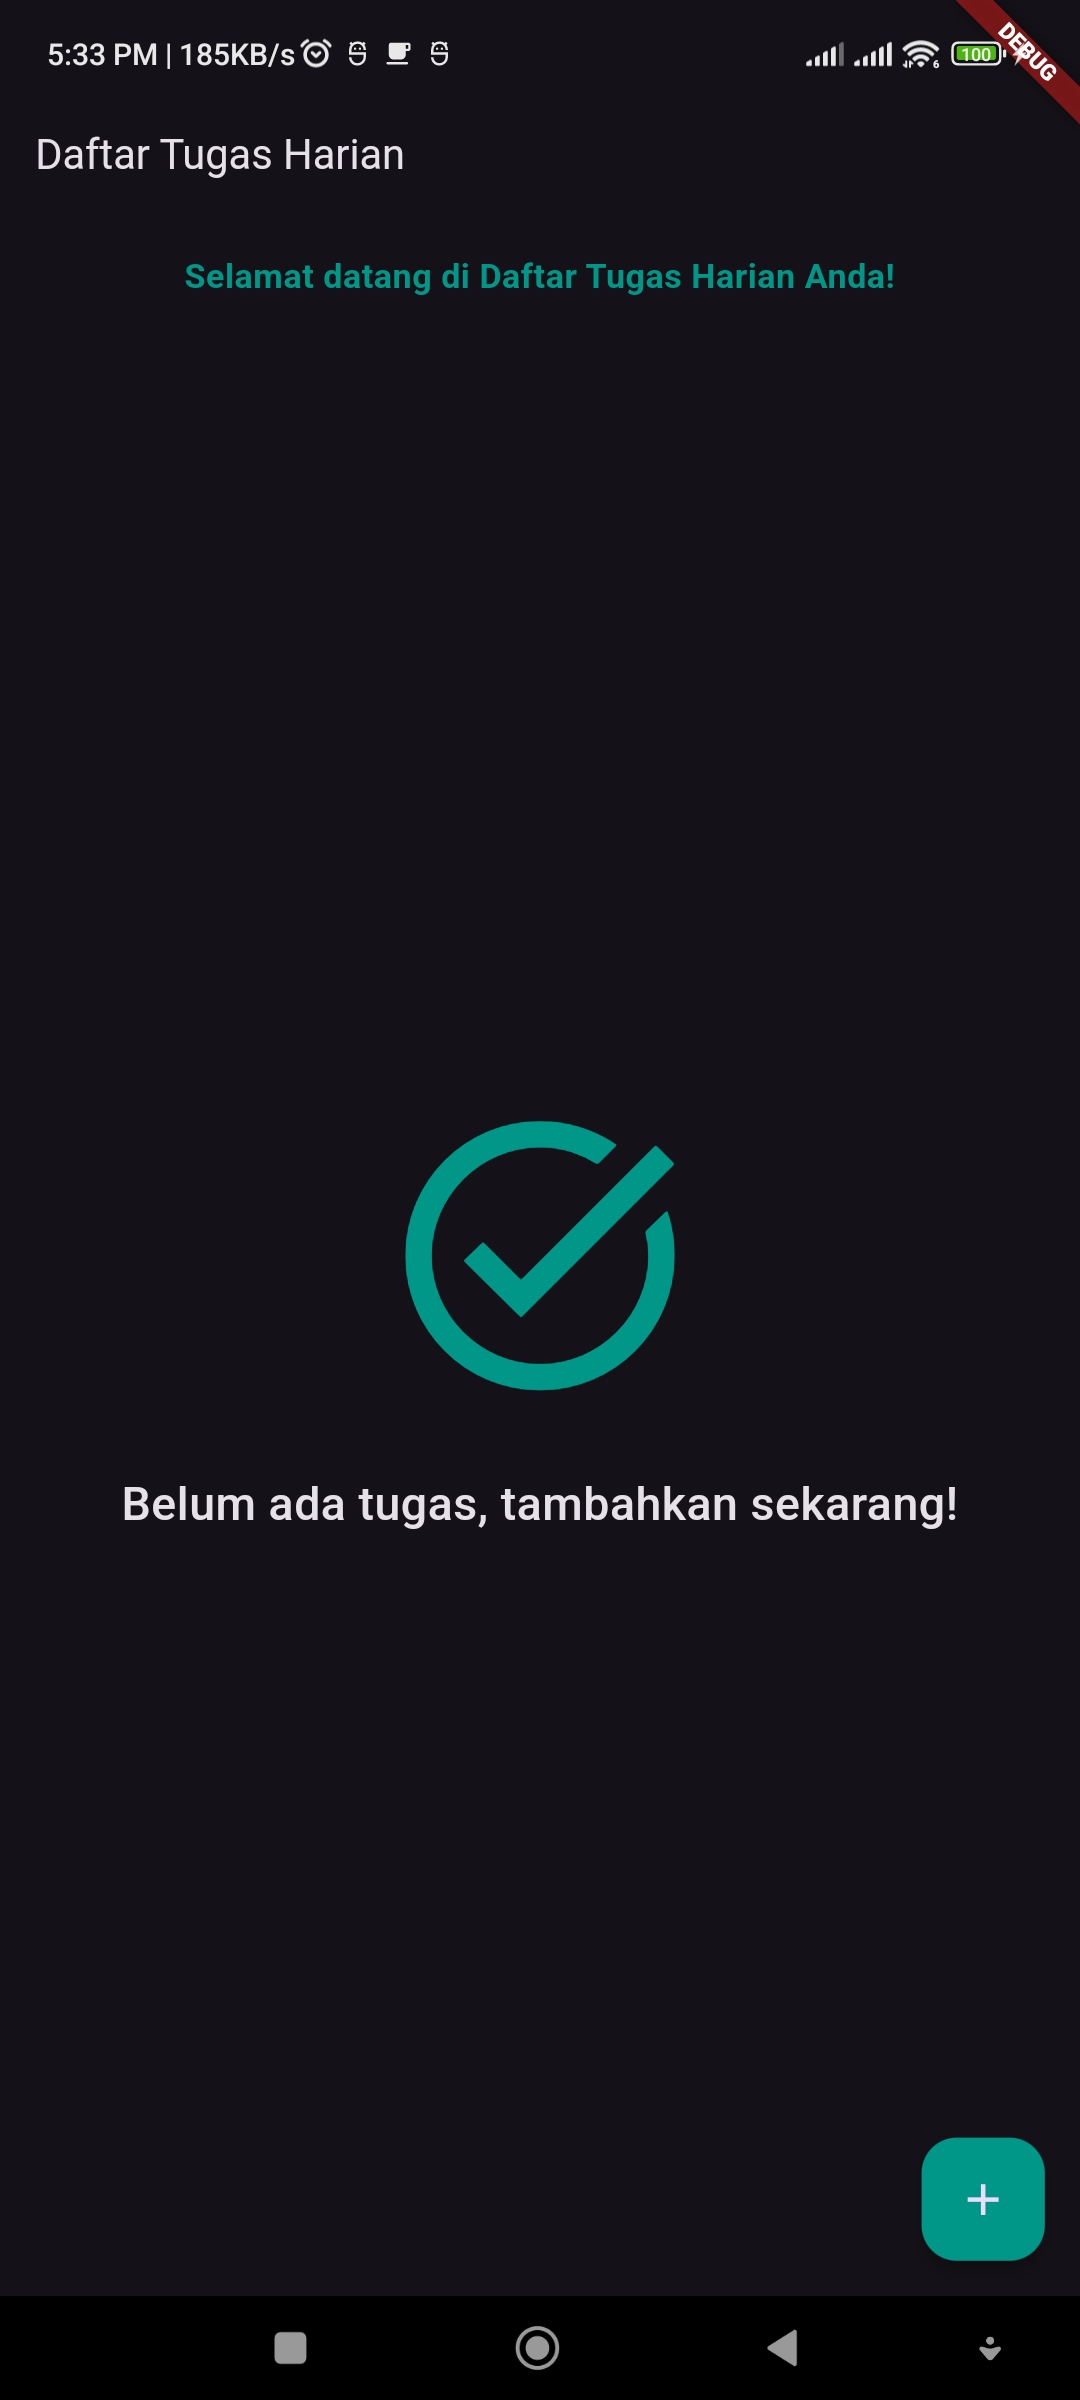 5:33 PM | 185KB/s 6 100
DEBUG
Daftar Tugas Harian
Selamat datang di Daftar Tugas Harian Anda!
Belum ada tugas, tambahkan sekarang!